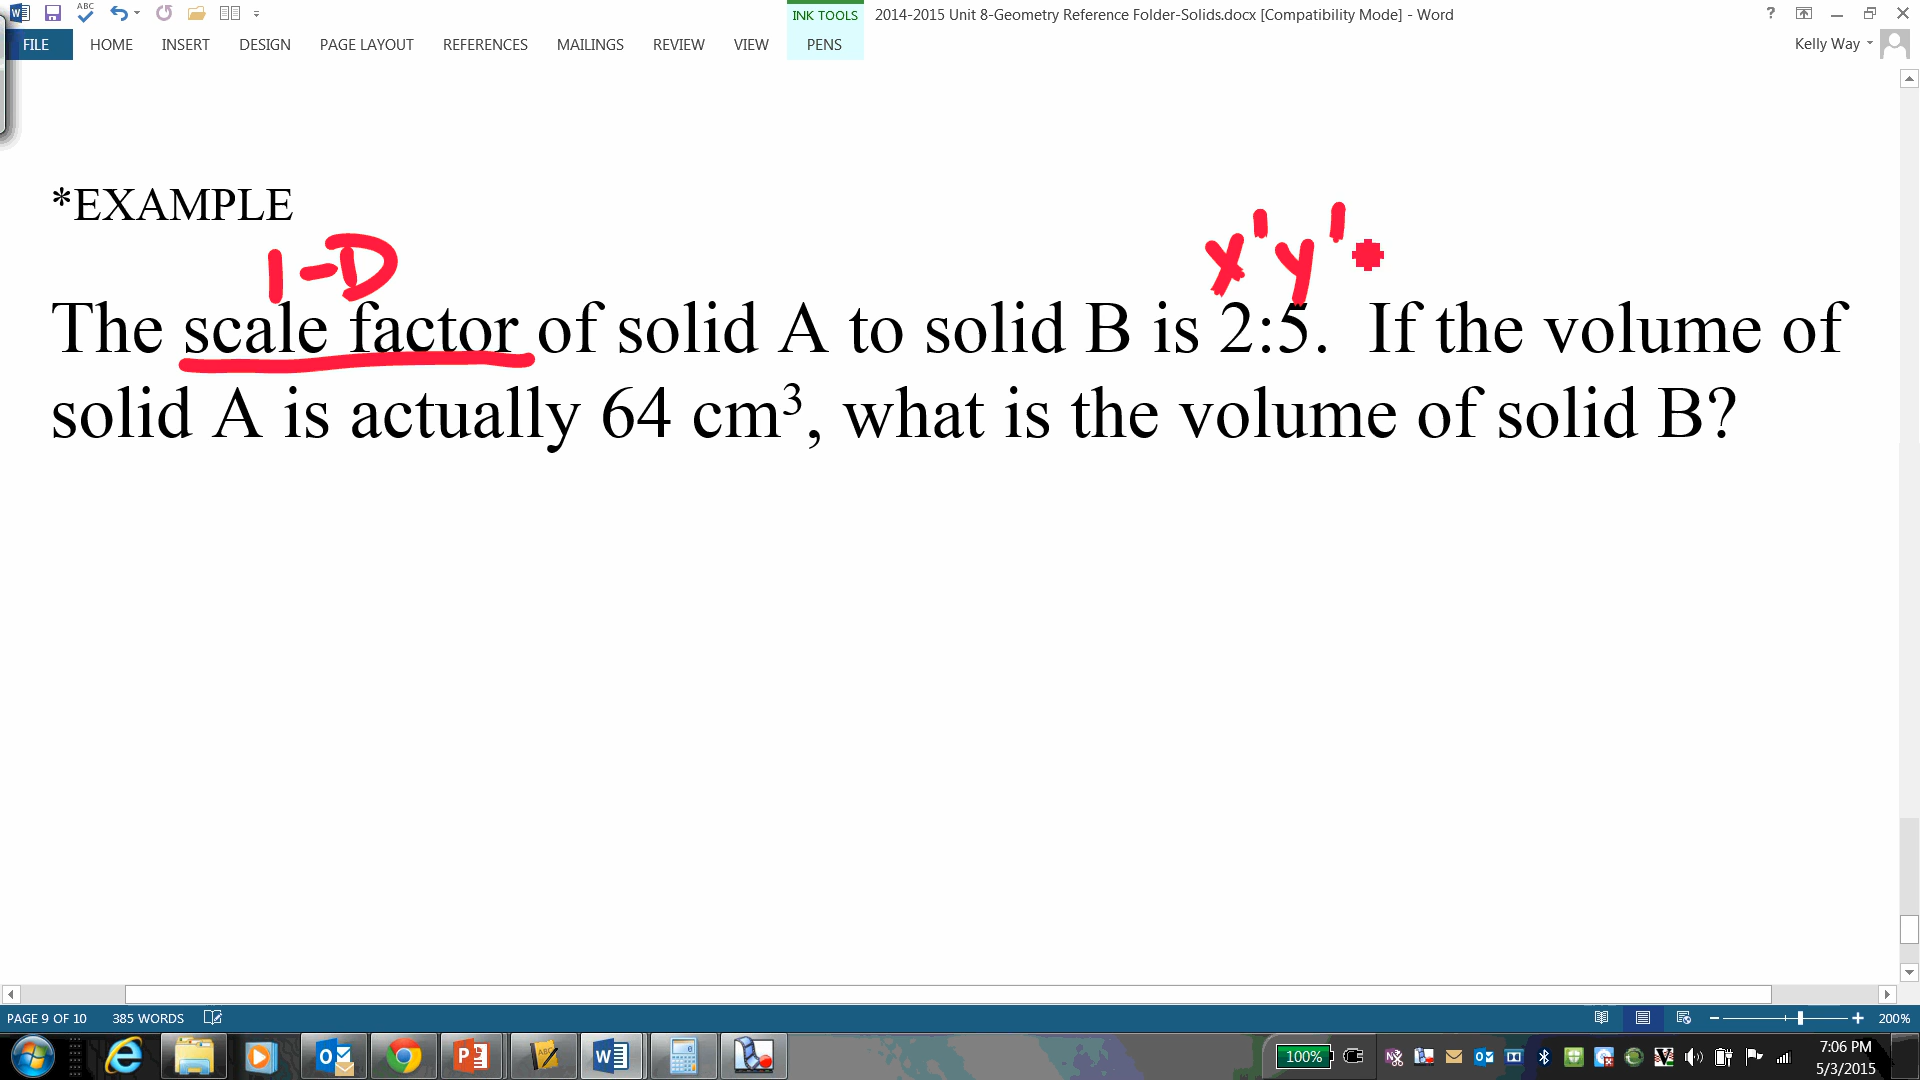 ABC
INK TOOLS
2014-2015 Unit 8-Geometry Reference Folder-Solids.docx [Compatibility Mode] - Word
?
FILE HOME INSERT DESIGN PAGE LAYOUT REFERENCES MAILINGS REVIEW VIEW PENS
Kelly Way
*EXAMPLE
1-D
x' y'
The scale factor of solid A to solid B is 2:5. If the volume of
solid A is actually 64 cm³, what is the volume of solid B?
PAGE 9 OF 10 385 WORDS
200%
100%
7:06 PM
5/3/2015